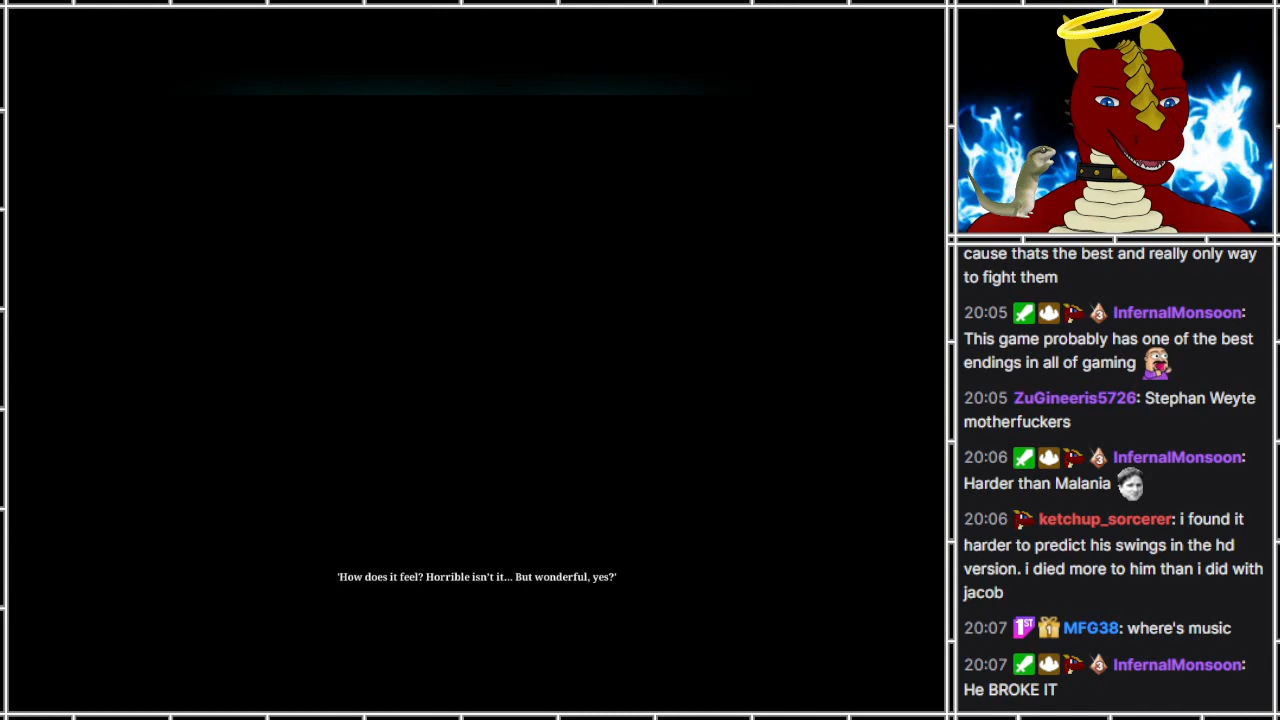 'How does it feel? Horrible isn't it... But wonderful, yes?'
cause thats the best and really only way
to fight them
20:05 InfernalMonsoon:
This game probably has one of the best
endings in all of gaming
20:05 ZuGineeris5726: Stephan Weyte
motherfuckers
20:06 InfernalMonsoon:
Harder than Malania
20:06 ketchup_sorcerer: i found it
harder to predict his swings in the hd
version. i died more to him than i did with
jacob
20:07 1ST 1 MFG38: where's music
20:07 InfernalMonsoon:
He BROKE IT